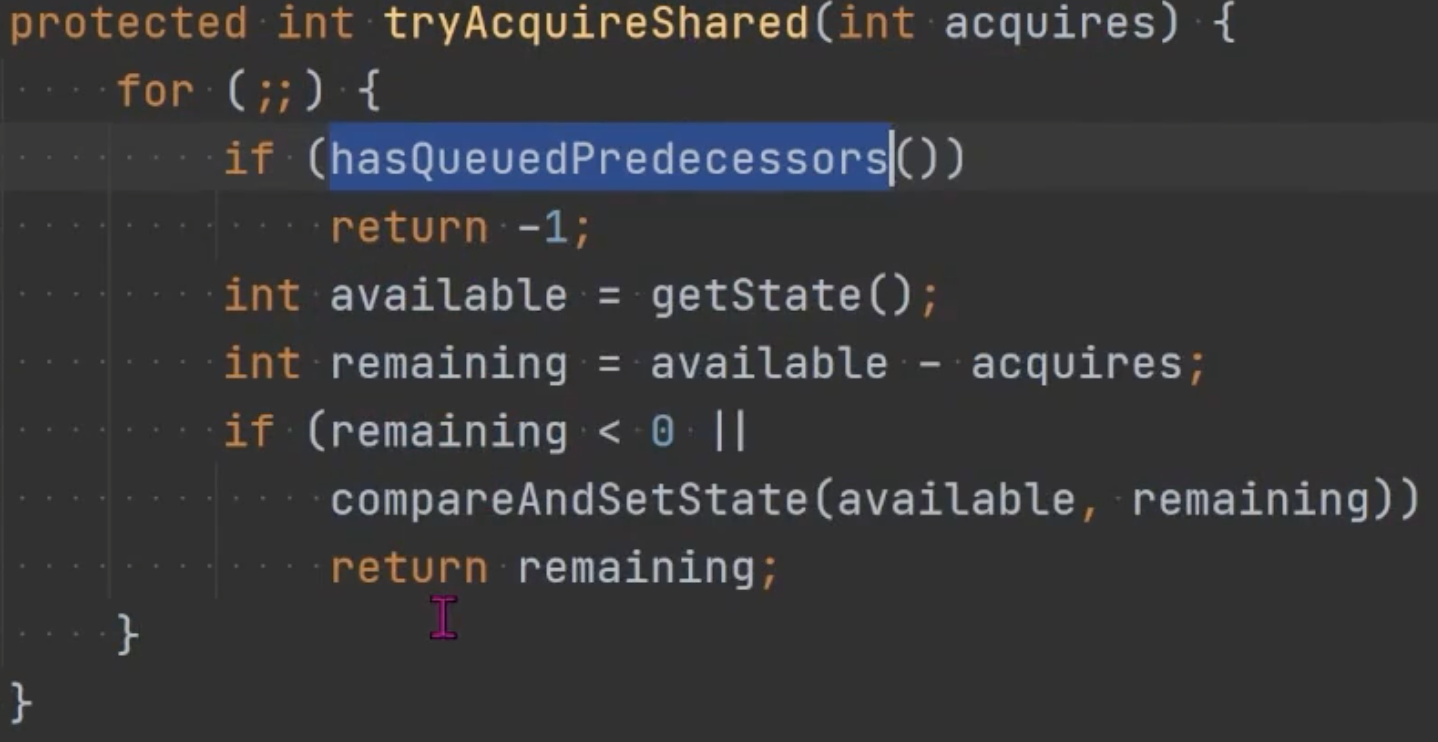 protected int tryAcquireShared(int acquires) {
    for (;;) {
        if (hasQueuedPredecessors())
            return -1;
        int available = getState();
        int remaining = available - acquires;
        if (remaining < 0 ||
            compareAndSetState(available, remaining))
            return remaining;
    }
}